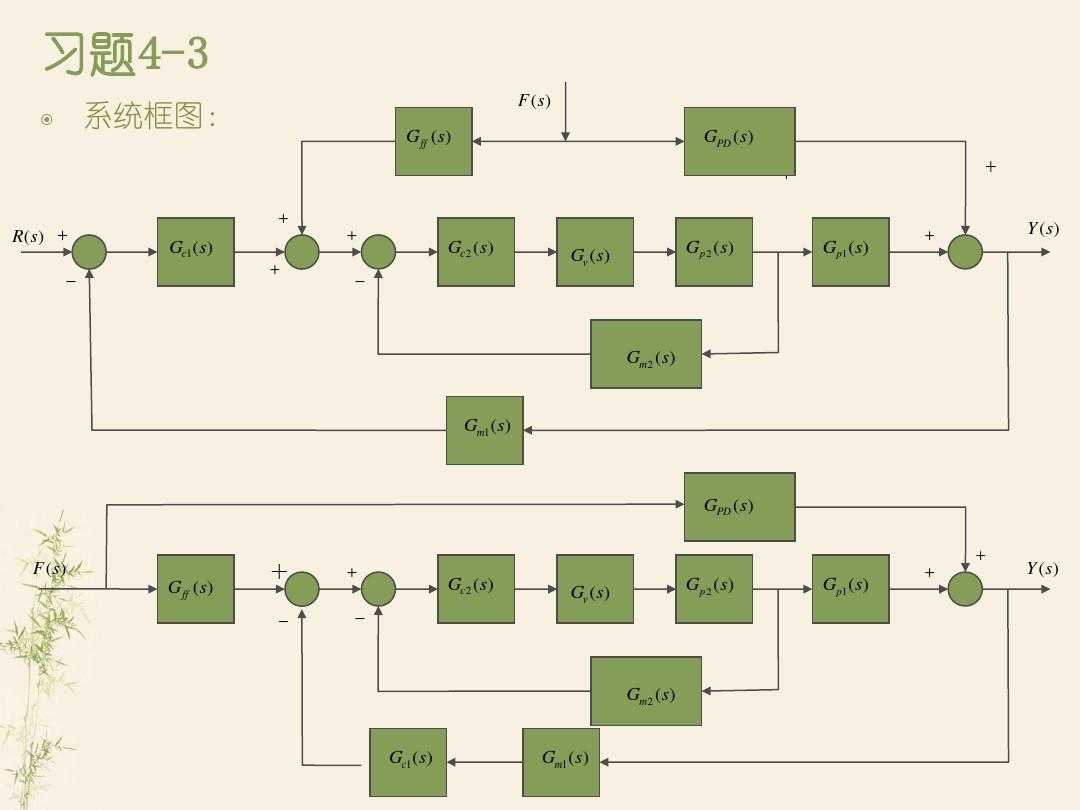 习题4-3
系统框图：
F(s)
G_ff(s)
G_PD(s)
+
+
R(s) +
G_c1(s)
+
+
G_c2(s)
G_v(s)
G_p2(s)
G_p1(s)
+
Y(s)
−
+
−
G_m2(s)
G_m1(s)
G_PD(s)
F(s)
+
+
+
+
Y(s)
G_ff(s)
G_c2(s)
G_v(s)
G_p2(s)
G_p1(s)
−
−
G_m2(s)
G_c1(s)
G_m1(s)